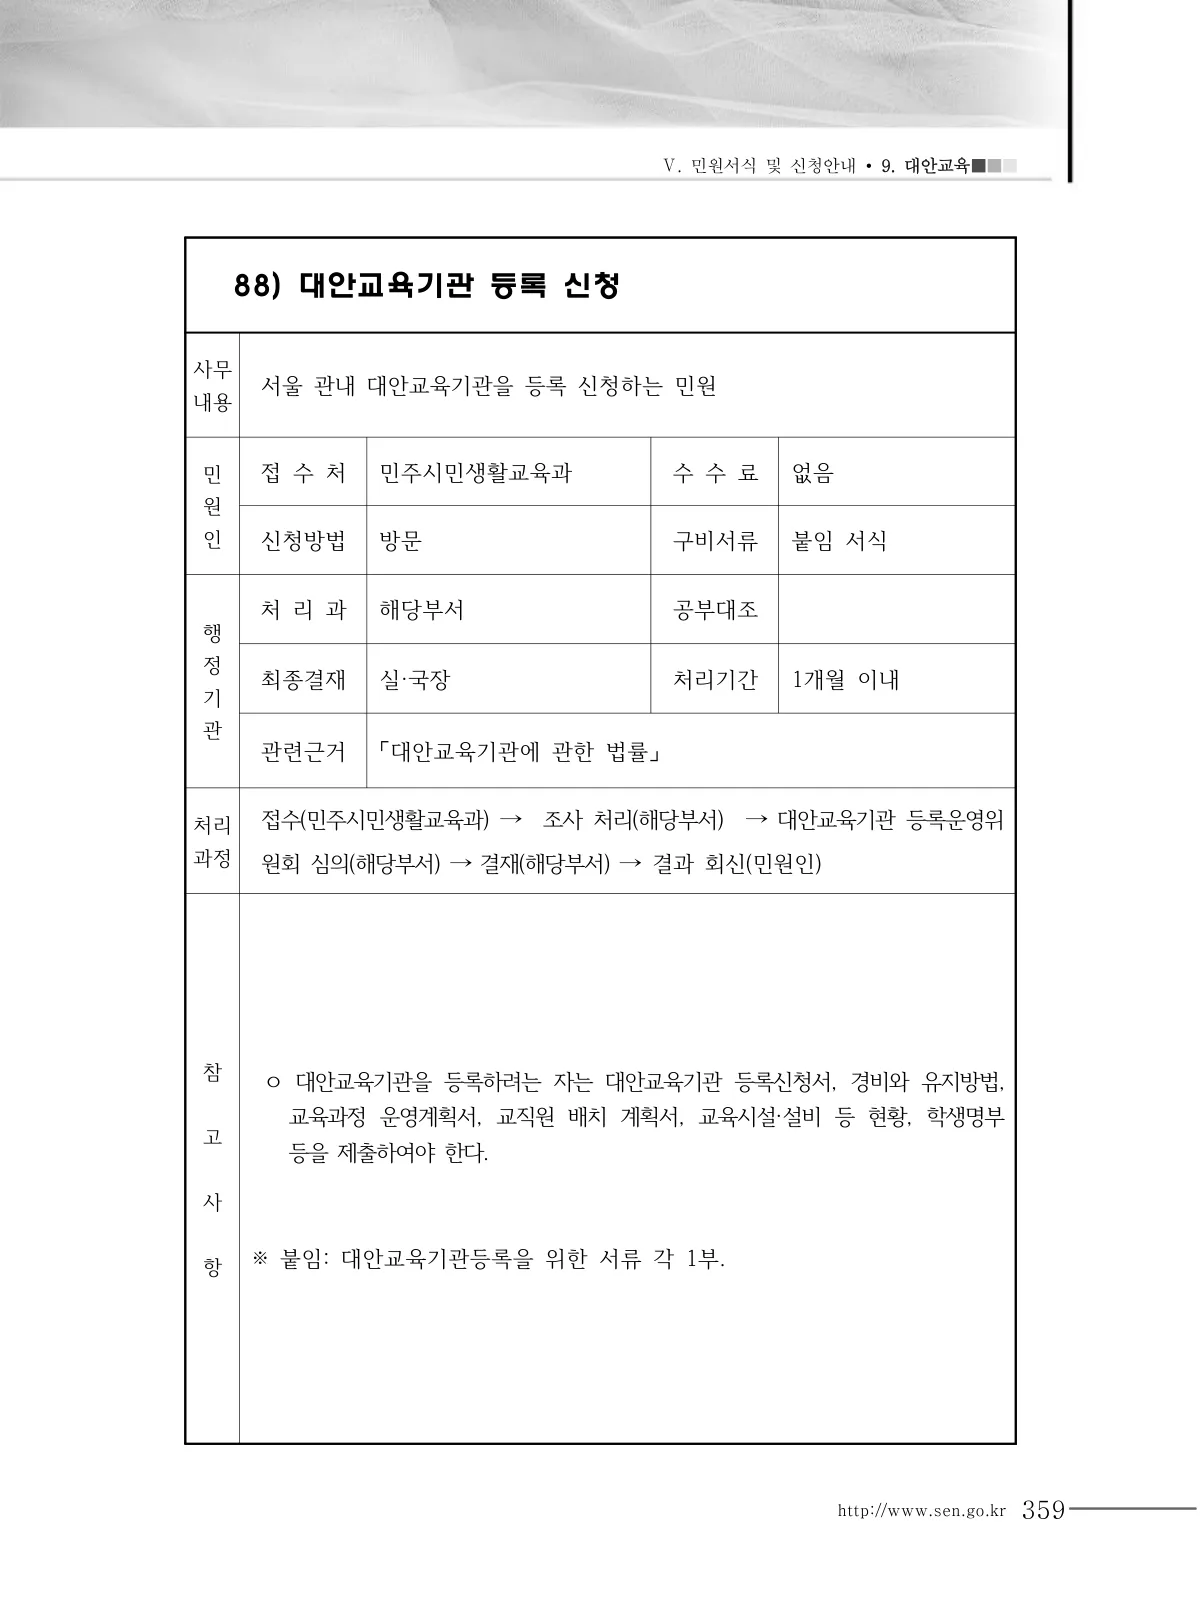 Ⅴ. 민원서식 및 신청안내 • 9. 대안교육
88) 대안교육기관 등록 신청
사무
내용
서울 관내 대안교육기관을 등록 신청하는 민원
민
원
인
접 수 처
민주시민생활교육과
수 수 료
없음
신청방법
방문
구비서류
붙임 서식
행
정
기
관
처 리 과
해당부서
공부대조
최종결재
실·국장
처리기간
1개월 이내
관련근거
「대안교육기관에 관한 법률」
처리
과정
접수(민주시민생활교육과) → 조사 처리(해당부서) → 대안교육기관 등록운영위
원회 심의(해당부서) → 결재(해당부서) → 결과 회신(민원인)
참
고
사
항
ㅇ 대안교육기관을 등록하려는 자는 대안교육기관 등록신청서, 경비와 유지방법,
교육과정 운영계획서, 교직원 배치 계획서, 교육시설·설비 등 현황, 학생명부
등을 제출하여야 한다.
※ 붙임: 대안교육기관등록을 위한 서류 각 1부.
http://www.sen.go.kr 359